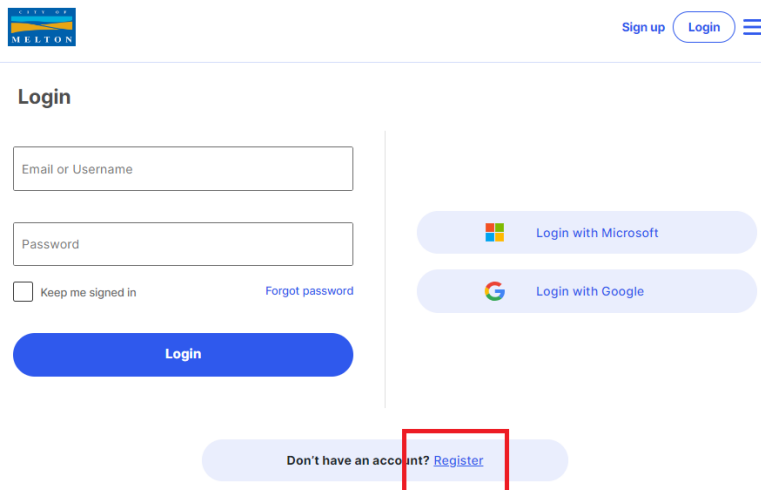 CITY OF
MELTON
Sign up
Login
Login
Email or Username
Password
Keep me signed in
Forgot password
Login
Login with Microsoft
Login with Google
Don't have an account? Register